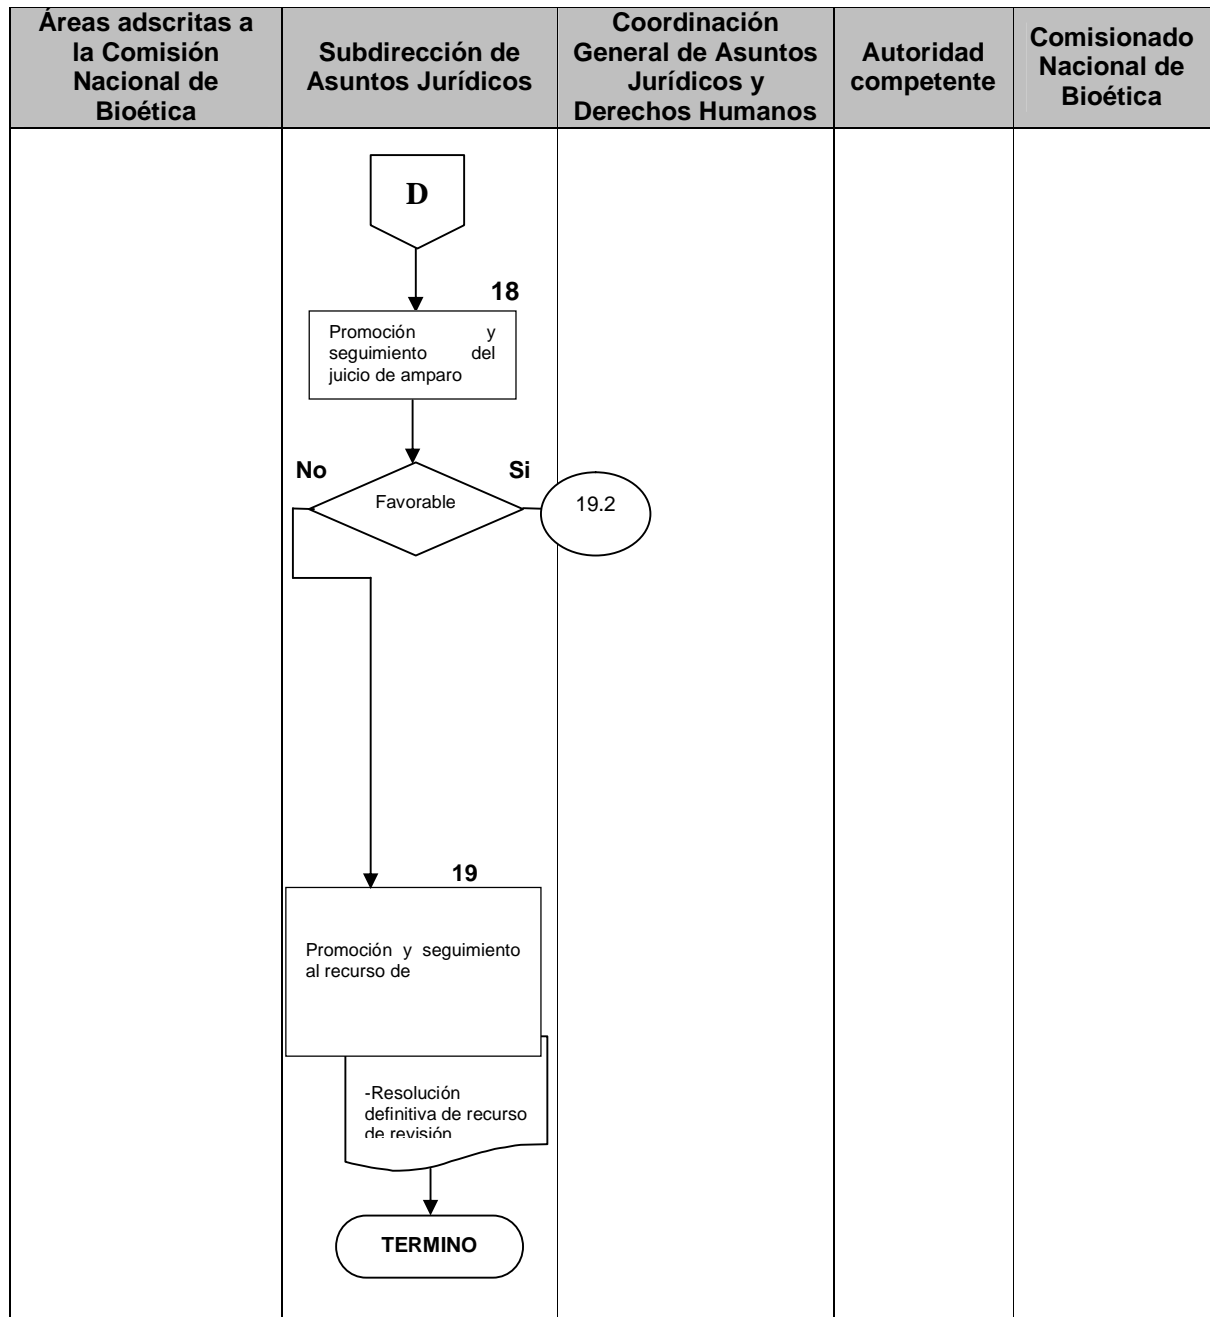 Áreas adscritas a
la Comisión
Nacional de
Bioética
Subdirección de
Asuntos Jurídicos
Coordinación
General de Asuntos
Jurídicos y
Derechos Humanos
Autoridad
competente
Comisionado
Nacional de
Bioética
D
18
Promoción y
seguimiento del
juicio de amparo
No
Si
Favorable
19.2
19
Promoción y seguimiento
al recurso de
-Resolución
definitiva de recurso
de revisión
TERMINO